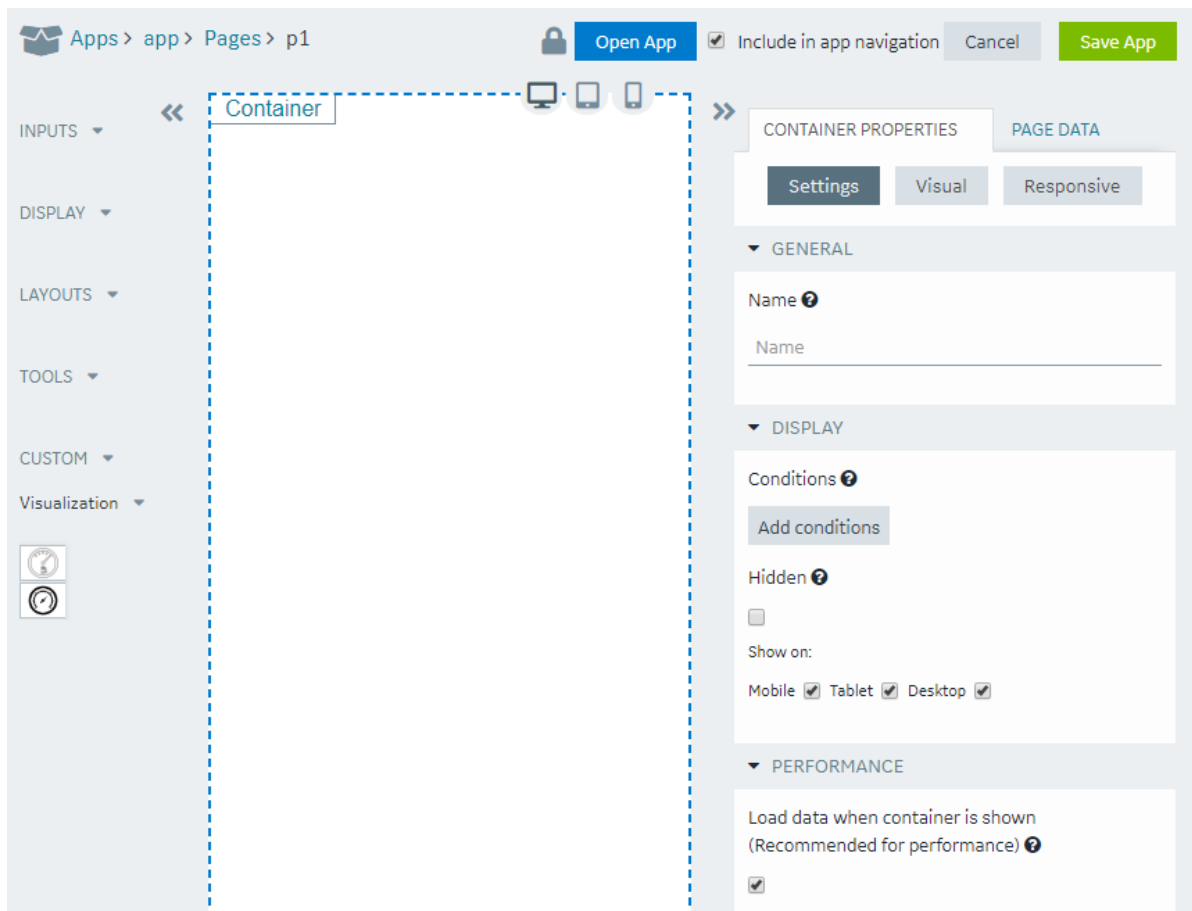 Apps > app > Pages > p1
Open App
Include in app navigation
Cancel
Save App
INPUTS
DISPLAY
LAYOUTS
TOOLS
CUSTOM
Visualization
Container
CONTAINER PROPERTIES
PAGE DATA
Settings
Visual
Responsive
GENERAL
Name
Name
DISPLAY
Conditions
Add conditions
Hidden
Show on:
Mobile Tablet Desktop
PERFORMANCE
Load data when container is shown
(Recommended for performance)